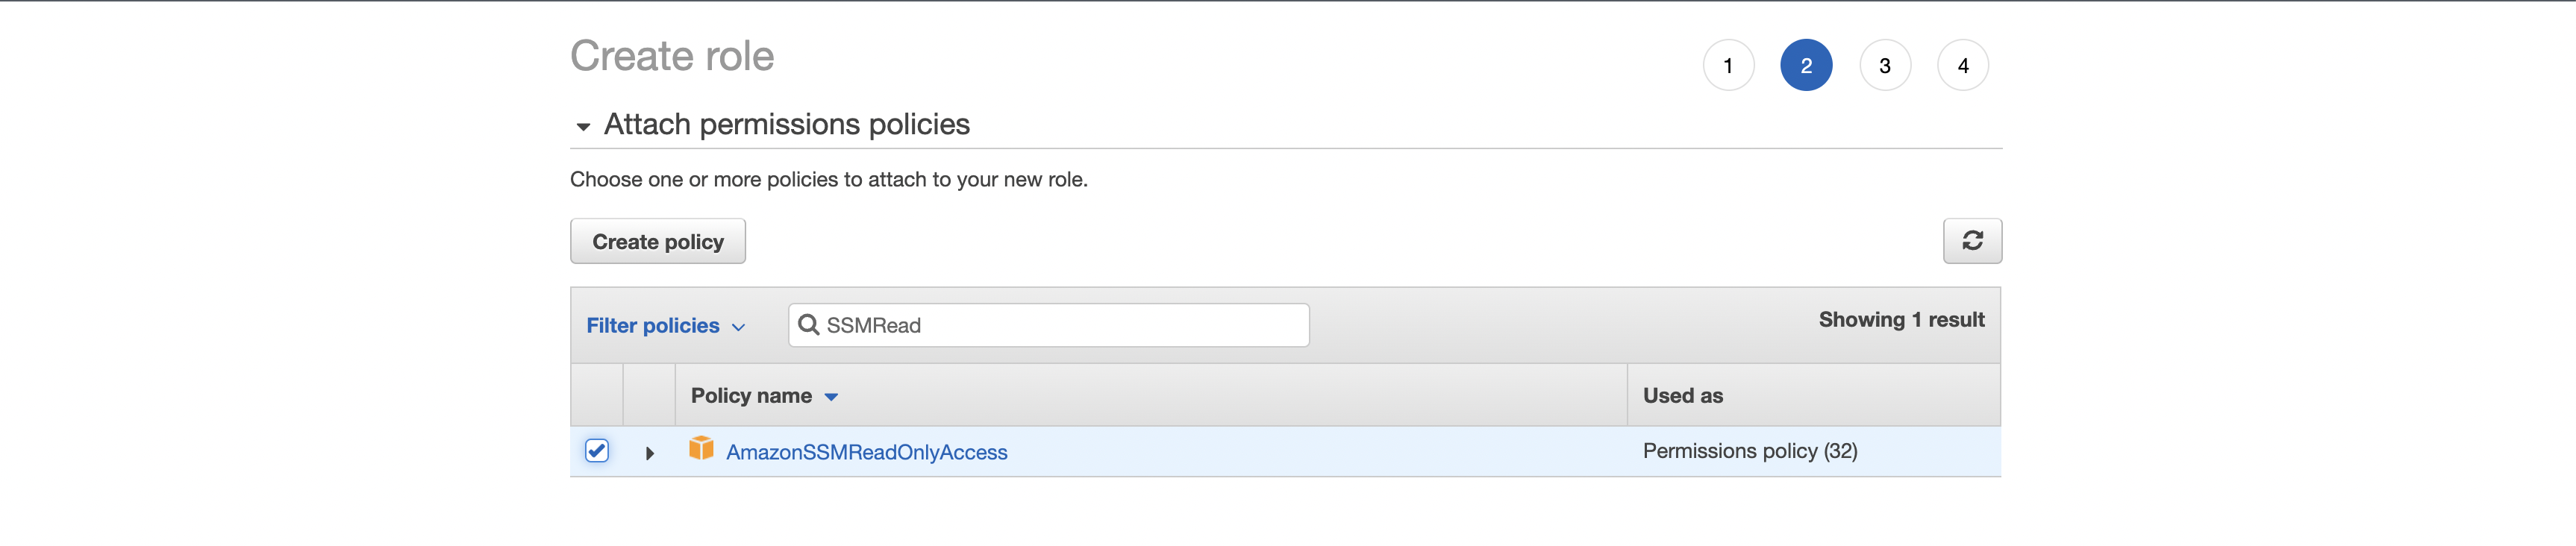 Create role
1 2 3 4
Attach permissions policies
Choose one or more policies to attach to your new role.
Create policy
Filter policies SSMRead Showing 1 result
Policy name Used as
AmazonSSMReadOnlyAccess Permissions policy (32)